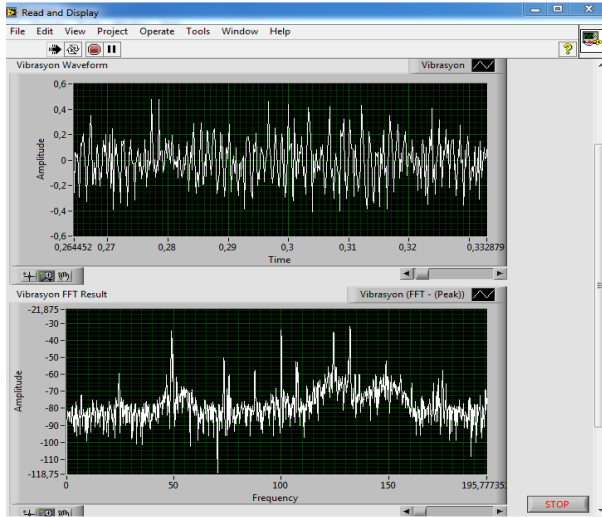 Read and Display
File Edit View Project Operate Tools Window Help
Vibrasyon Waveform
Vibrasyon
0,6
0,4
0,2
0
-0,2
-0,4
-0,6
Amplitude
0,264452 0,27 0,28 0,29 0,3 0,31 0,32 0,332879
Time
Vibrasyon FFT Result
Vibrasyon (FFT - (Peak))
-21,875
-30
-40
-50
-60
-70
-80
-90
-100
-110
-118,75
Amplitude
0 50 100 150 195,77735
Frequency
STOP